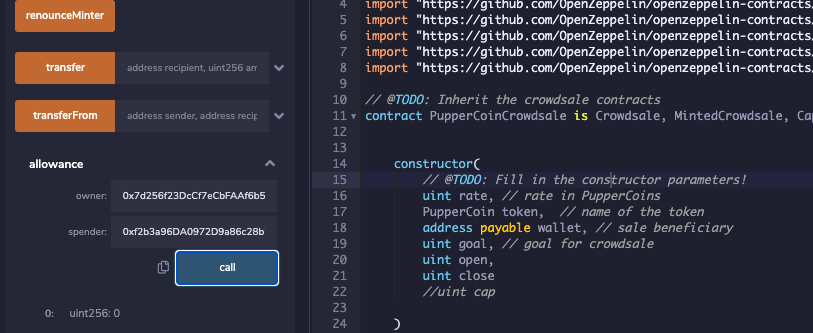 renounceMinter
transfer
address recipient, uint256 am
transferFrom
address sender, address recip
allowance
owner: 0x7d256f23DcCf7eCbFAAf6b5
spender: 0xf2b3a96DA0972D9a86c28b
call
0: uint256: 0
4 import "https://github.com/OpenZeppelin/openzeppelin-contracts/
5 import "https://github.com/OpenZeppelin/openzeppelin-contracts/
6 import "https://github.com/OpenZeppelin/openzeppelin-contracts/
7 import "https://github.com/OpenZeppelin/openzeppelin-contracts/
8 import "https://github.com/OpenZeppelin/openzeppelin-contracts/
9
10 // @TODO: Inherit the crowdsale contracts
11 contract PupperCoinCrowdsale is Crowdsale, MintedCrowdsale, Cap
12
13
14 constructor(
15 // @TODO: Fill in the constructor parameters!
16 uint rate, // rate in PupperCoins
17 PupperCoin token, // name of the token
18 address payable wallet, // sale beneficiary
19 uint goal, // goal for crowdsale
20 uint open,
21 uint close
22 //uint cap
23
24 )